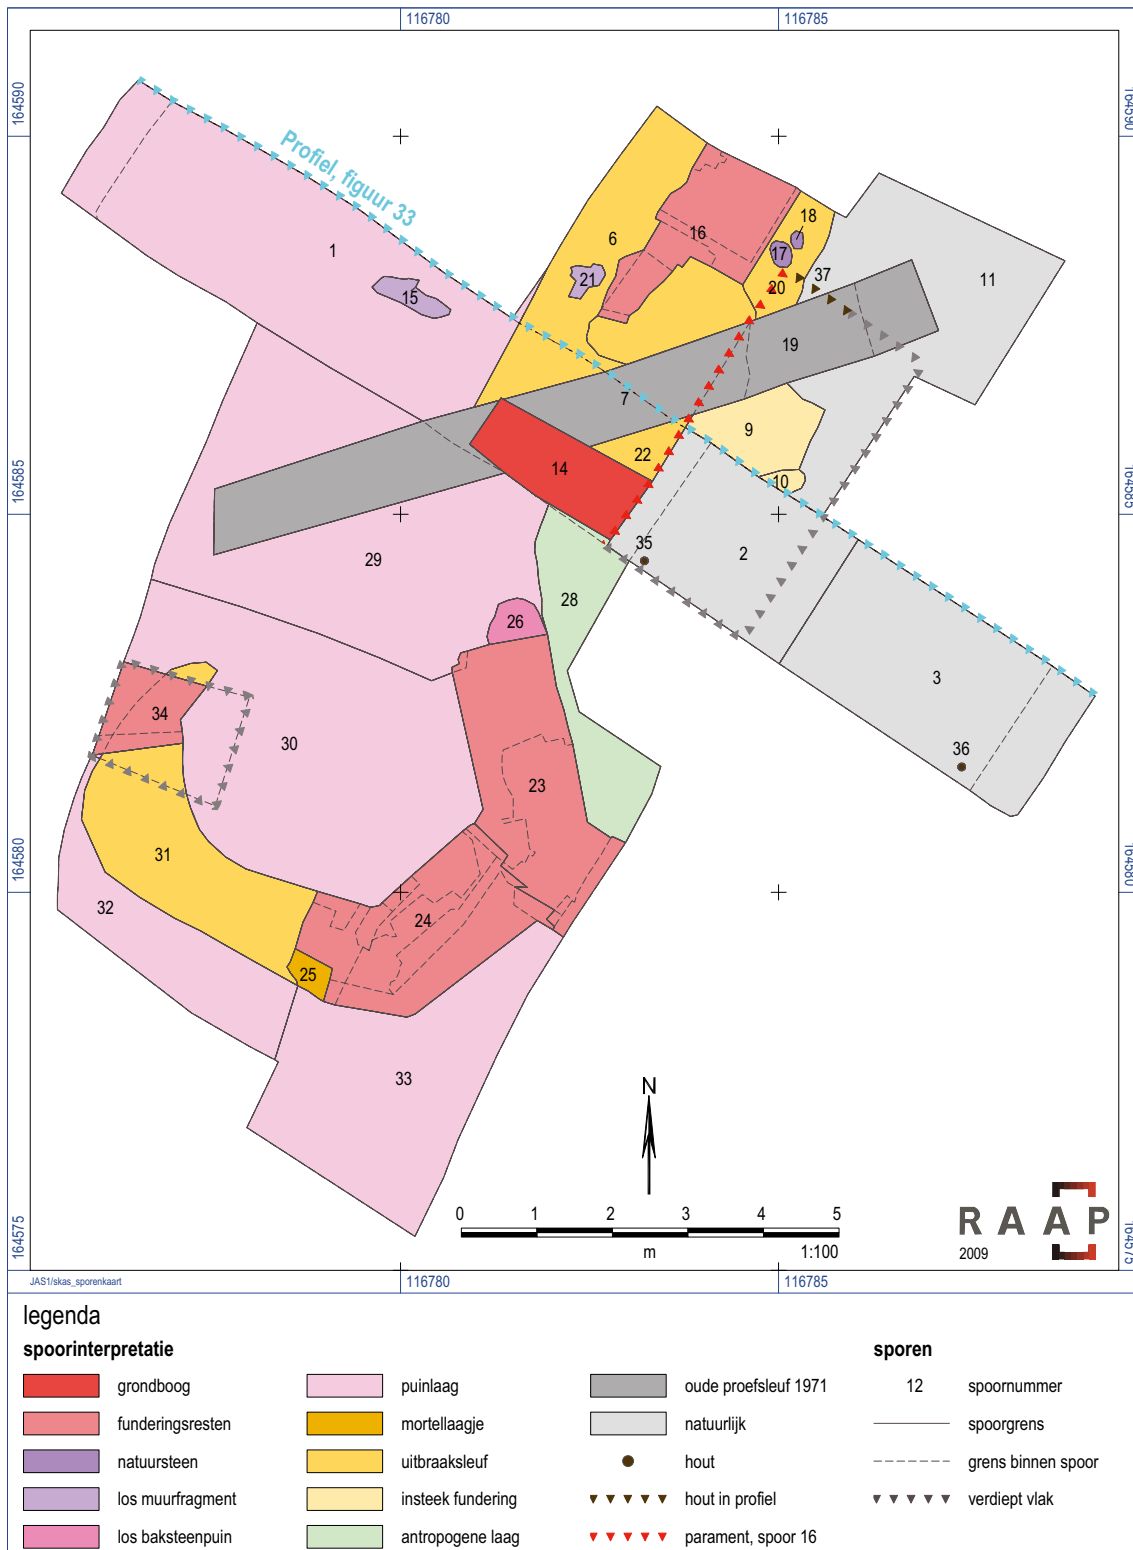 116780
116785
164590
164590
Profiel, figuur 33
18
6
16
17
1
37
11
21
20
15
19
7
9
22
14
10
164585
164585
35
2
29
28
26
3
34
30
36
23
31
164580
164580
32
24
25
33
N
0 1 2 3 4 5
m 1:100
RAAP
2009
164575
164575
JAS1/skas_sporenkaart
116780
116785
legenda
spoorinterpretatie
sporen
grondboog
puinlaag
oude proefsleuf 1971
12 spoornummer
funderingsresten
mortellaagje
natuurlijk
spoorgrens
natuursteen
uitbraaksleuf
hout
grens binnen spoor
los muurfragment
insteek fundering
hout in profiel
verdiept vlak
los baksteenpuin
antropogene laag
parament, spoor 16